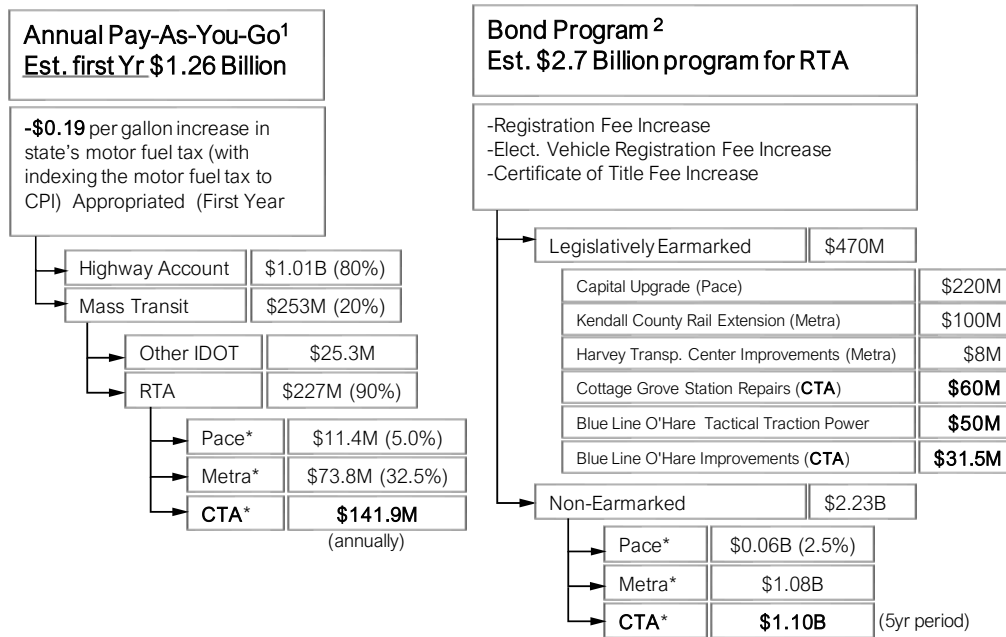 Annual Pay-As-You-Go¹
Est. first Yr $1.26 Billion
-$0.19 per gallon increase in
state's motor fuel tax (with
indexing the motor fuel tax to
CPI) Appropriated (First Year
Highway Account $1.01B (80%)
Mass Transit $253M (20%)
Other IDOT $25.3M
RTA $227M (90%)
Pace* $11.4M (5.0%)
Metra* $73.8M (32.5%)
CTA* $141.9M
(annually)
Bond Program ²
Est. $2.7 Billion program for RTA
-Registration Fee Increase
-Elect. Vehicle Registration Fee Increase
-Certificate of Title Fee Increase
Legislatively Earmarked $470M
Capital Upgrade (Pace) $220M
Kendall County Rail Extension (Metra) $100M
Harvey Transp. Center Improvements (Metra) $8M
Cottage Grove Station Repairs (CTA) $60M
Blue Line O'Hare Tactical Traction Power $50M
Blue Line O'Hare Improvements (CTA) $31.5M
Non-Earmarked $2.23B
Pace* $0.06B (2.5%)
Metra* $1.08B
CTA* $1.10B (5yr period)